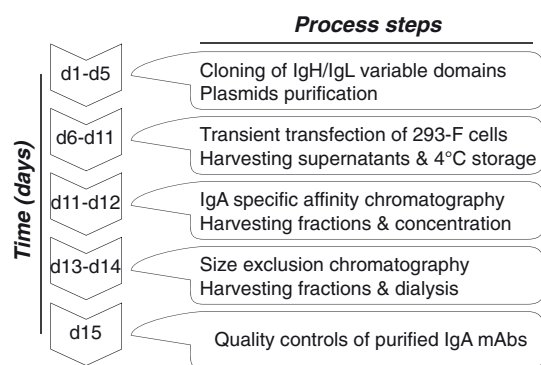 Process steps
Time (days)
d1-d5
Cloning of IgH/IgL variable domains
Plasmids purification
d6-d11
Transient transfection of 293-F cells
Harvesting supernatants & 4°C storage
d11-d12
IgA specific affinity chromatography
Harvesting fractions & concentration
d13-d14
Size exclusion chromatography
Harvesting fractions & dialysis
d15
Quality controls of purified IgA mAbs